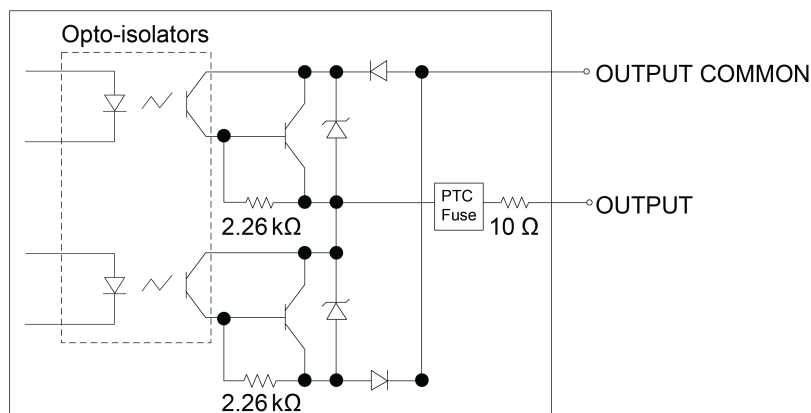 Opto-isolators
OUTPUT COMMON
PTC
Fuse
OUTPUT
2.26 kΩ
10 Ω
2.26 kΩ